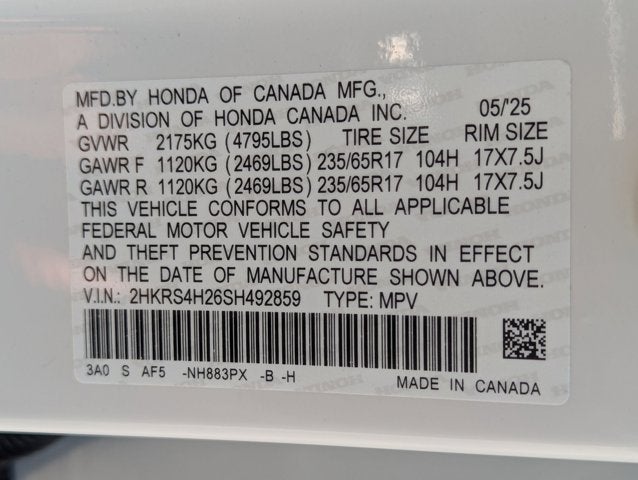 MFD.BY HONDA OF CANADA MFG.,
A DIVISION OF HONDA CANADA INC. 05/'25
GVWR 2175KG (4795LBS) TIRE SIZE RIM SIZE
GAWR F 1120KG (2469LBS) 235/65R17 104H 17X7.5J
GAWR R 1120KG (2469LBS) 235/65R17 104H 17X7.5J
THIS VEHICLE CONFORMS TO ALL APPLICABLE
FEDERAL MOTOR VEHICLE SAFETY
AND THEFT PREVENTION STANDARDS IN EFFECT
ON THE DATE OF MANUFACTURE SHOWN ABOVE.
V.I.N.: 2HKRS4H26SH492859 TYPE: MPV
3A0 S AF5 -NH883PX -B -H MADE IN CANADA